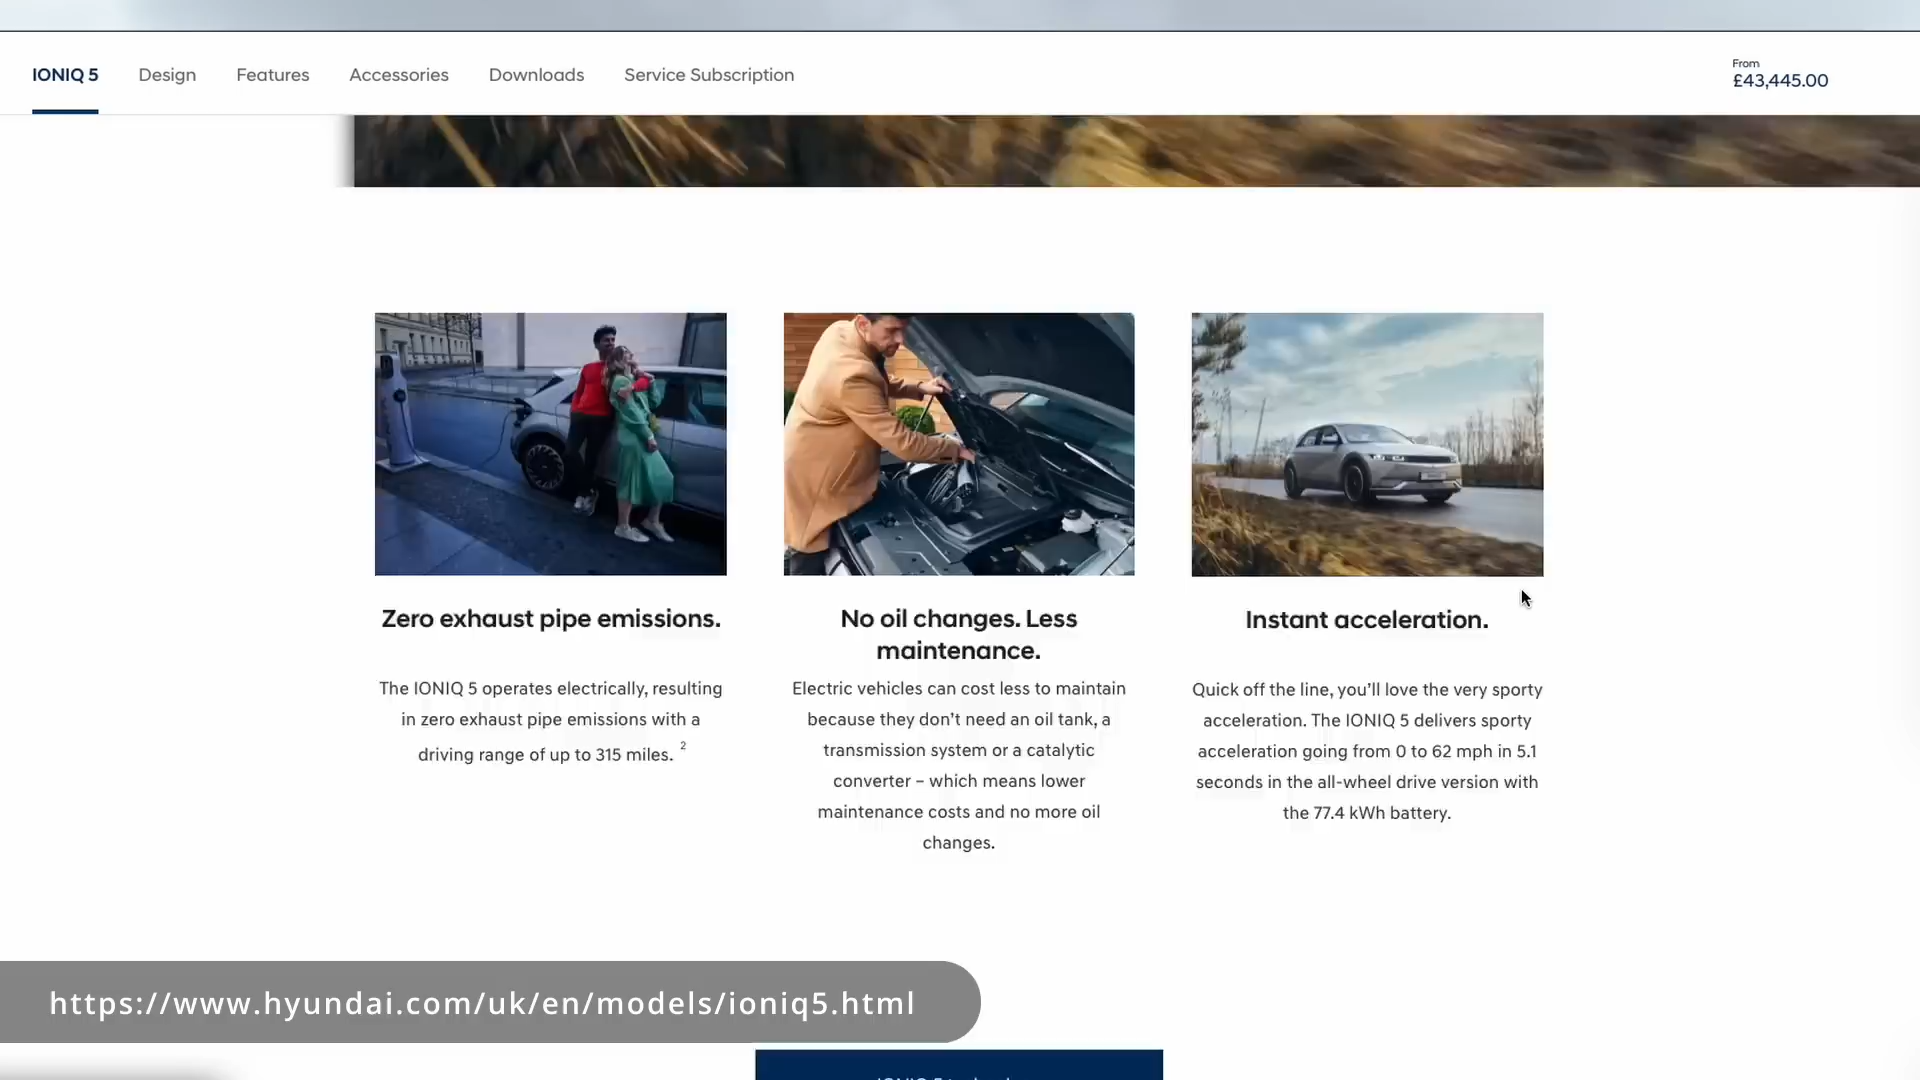 IONIQ 5
Design
Features
Accessories
Downloads
Service Subscription
From
£43,445.00
Zero exhaust pipe emissions.
The IONIQ 5 operates electrically, resulting
in zero exhaust pipe emissions with a
driving range of up to 315 miles. 2
No oil changes. Less
maintenance.
Electric vehicles can cost less to maintain
because they don’t need an oil tank, a
transmission system or a catalytic
converter – which means lower
maintenance costs and no more oil
changes.
Instant acceleration.
Quick off the line, you’ll love the very sporty
acceleration. The IONIQ 5 delivers sporty
acceleration going from 0 to 62 mph in 5.1
seconds in the all-wheel drive version with
the 77.4 kWh battery.
https://www.hyundai.com/uk/en/models/ioniq5.html